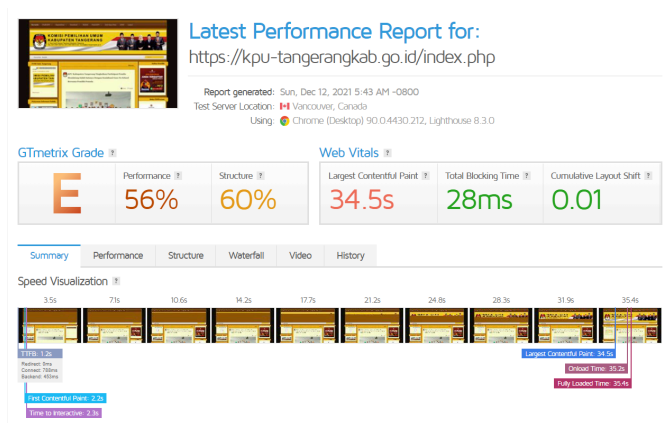 Latest Performance Report for:
https://kpu-tangerangkab.go.id/index.php
KOMISI PEMILIHAN UMUM
KABUPATEN TANGERANG
Report generated: Sun, Dec 12, 2021 5:43 AM -0800
Test Server Location: Vancouver, Canada
Using: Chrome (Desktop) 90.0.4430.212, Lighthouse 8.3.0
GTmetrix Grade ?
Web Vitals ?
E
Performance ?
56%
Structure ?
60%
Largest Contentful Paint ?
34.5s
Total Blocking Time ?
28ms
Cumulative Layout Shift ?
0.01
Summary Performance Structure Waterfall Video History
Speed Visualization ?
3.5s 7.1s 10.6s 14.2s 17.7s 21.2s 24.8s 28.3s 31.9s 35.4s
TTFB: 1.2s
Redirect: 0ms
Connect: 788ms
Backend: 455ms
First Contentful Paint: 2.2s
Time to Interactive: 2.3s
Largest Contentful Paint: 34.5s
Onload Time: 35.2s
Fully Loaded Time: 35.4s